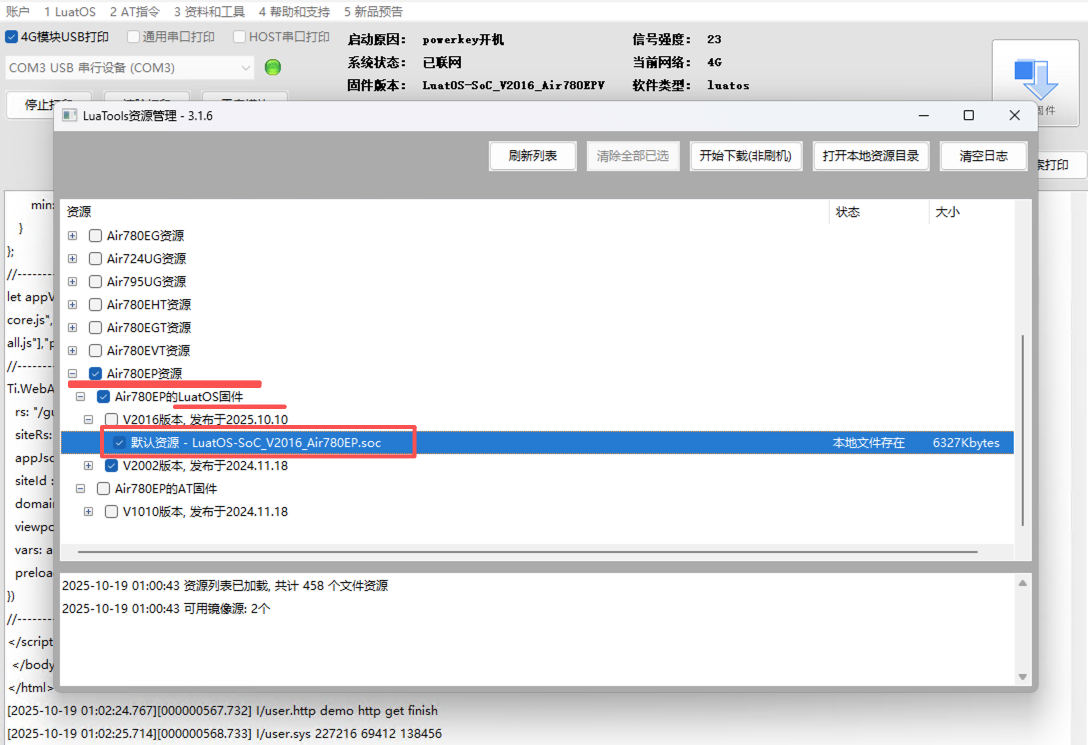 账户 1 LuatOS 2 AT指令 3 资料和工具 4 帮助和支持 5 新品预告
4G模块USB打印 通用串口打印 HOST串口打印
启动原因： powerkey开机 信号强度： 23
COM3 USB 串行设备 (COM3) 系统状态： 已联网 当前网络： 4G
固件版本： LuatOS-SoC_V2016_Air780EPV 软件类型： luatos
停止
LuaTools资源管理 - 3.1.6
刷新列表 清除全部已选 开始下载(非刷机) 打开本地资源目录 清空日志
打印
资源 状态 大小
Air780EG资源
Air724UG资源
Air795UG资源
Air780EHT资源
Air780EGT资源
Air780EVT资源
Air780EP资源
Air780EP的LuatOS固件
V2016版本, 发布于2025.10.10
默认资源 - LuatOS-SoC_V2016_Air780EP.soc 本地文件存在 6327Kbytes
V2002版本, 发布于2024.11.18
Air780EP的AT固件
V1010版本, 发布于2024.11.18
2025-10-19 01:00:43 资源列表已加载, 共计 458 个文件资源
2025-10-19 01:00:43 可用镜像源: 2个
min:
}
};
//--------
let appV
core.js",
all.js"],"p
//--------
Ti.WebA
rs: "/gu
siteRs:
appJso
siteId :
domain
viewpo
vars: a
preloa
})
//--------
</script
</body
</html>
[2025-10-19 01:02:24.767][000000567.732] I/user.http demo http get finish
[2025-10-19 01:02:25.714][000000568.733] I/user.sys 227216 69412 138456